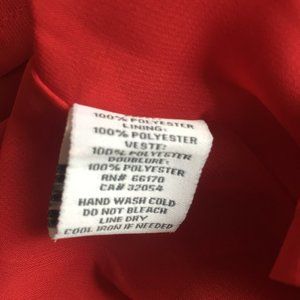 100% POLYESTER
LINING:
100% POLYESTER
VESTE:
100% POLYESTER
DOUBLURE:
100% POLYESTER
RN# 66170
CA# 32054
HAND WASH COLD
DO NOT BLEACH
LINE DRY
COOL IRON IF NEEDED